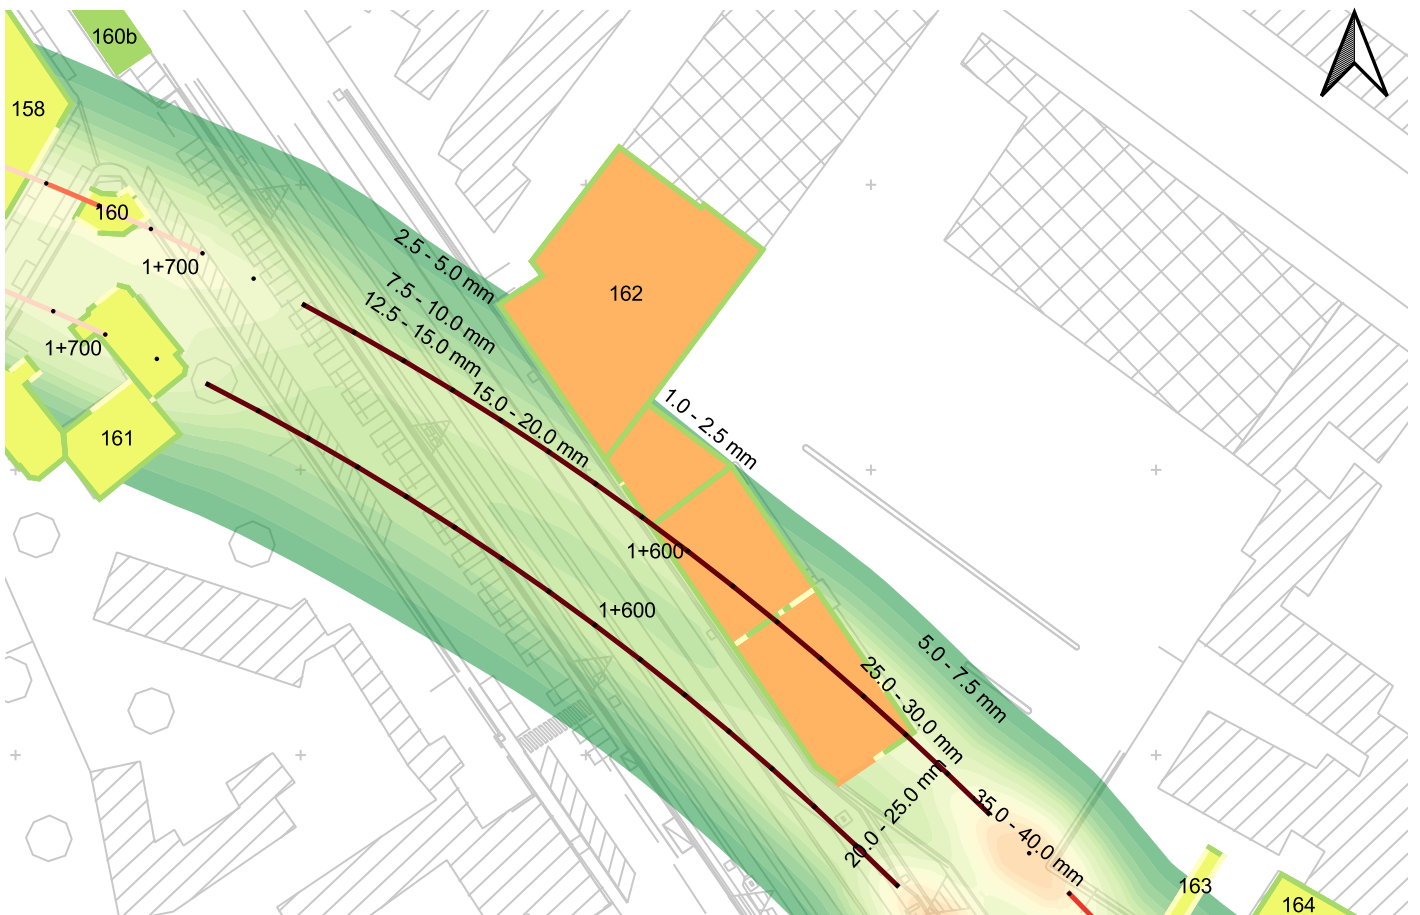 160b
158
160
1+700
2.5 - 5.0 mm
7.5 - 10.0 mm
12.5 - 15.0 mm
162
1+700
15.0 - 20.0 mm
1.0 - 2.5 mm
161
1+600
1+600
5.0 - 7.5 mm
25.0 - 30.0 mm
20.0 - 25.0 mm
35.0 - 40.0 mm
163
164